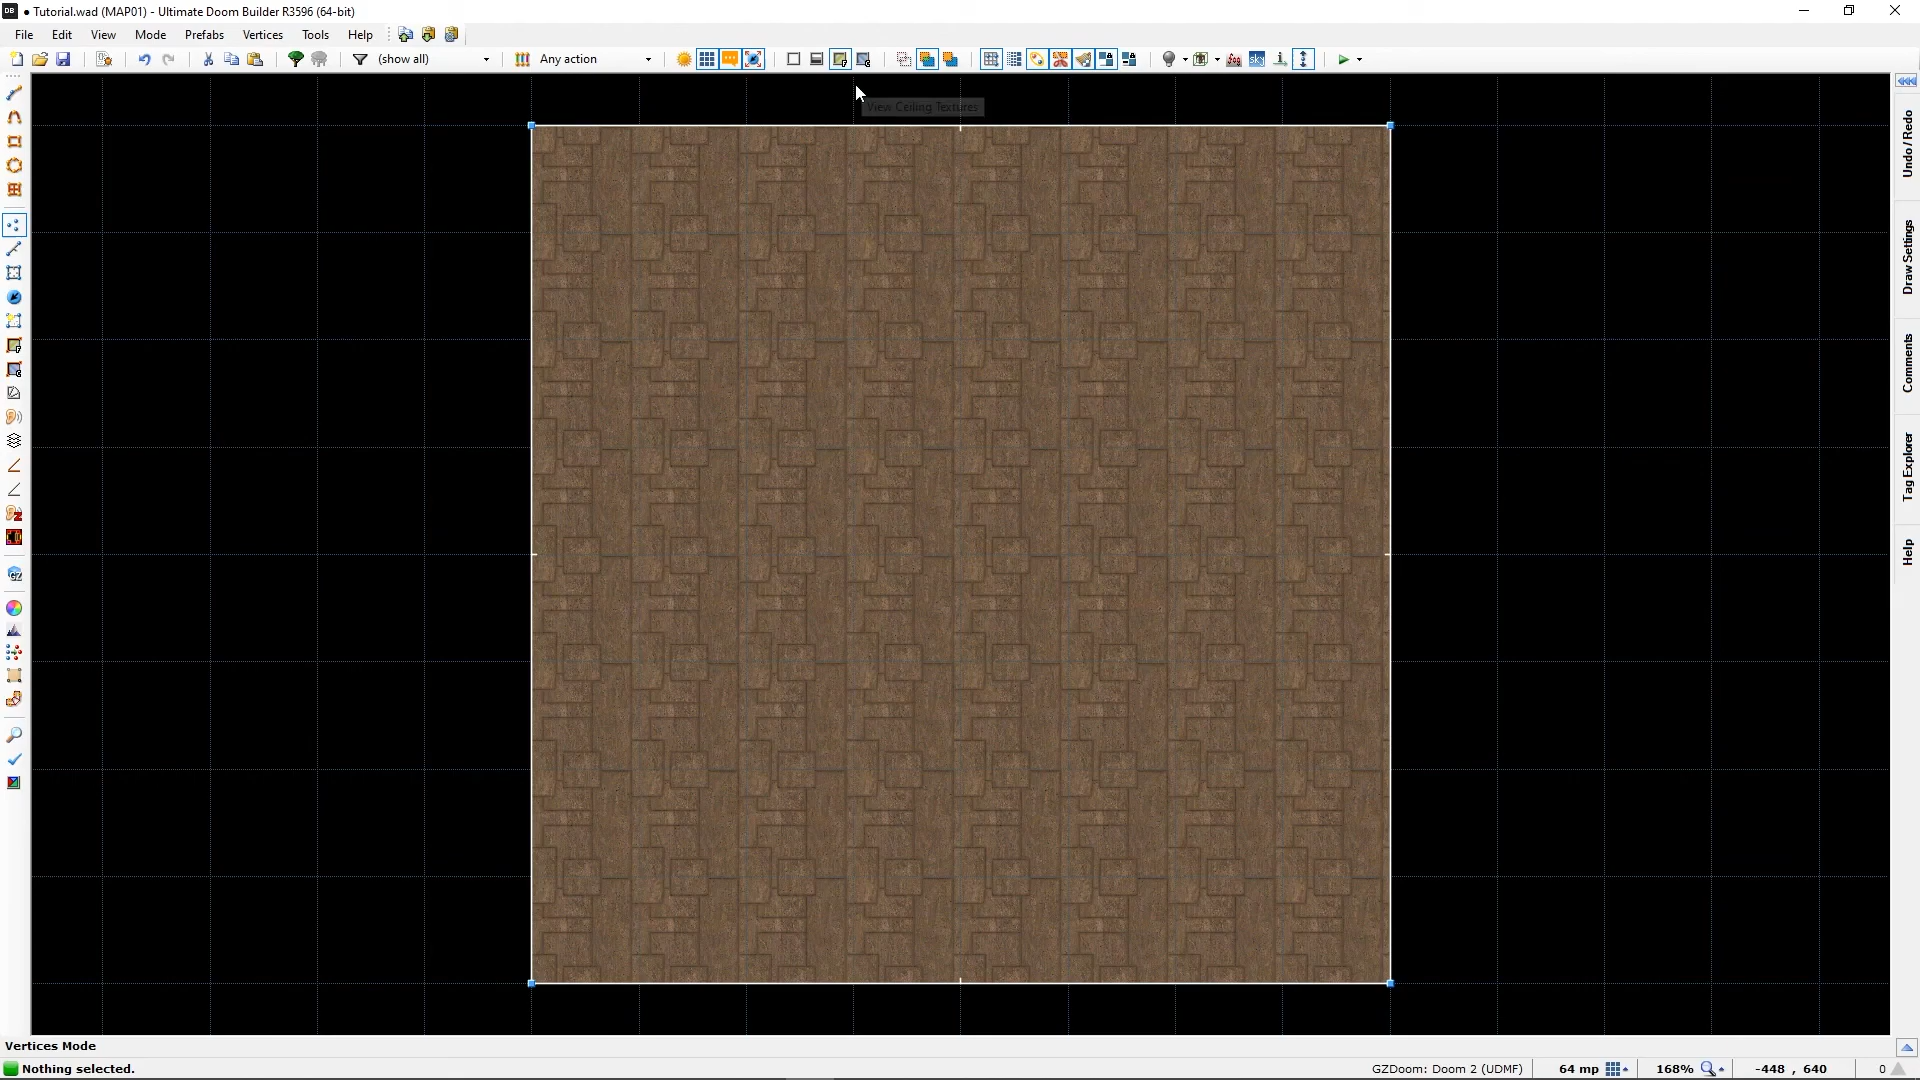 • Tutorial.wad (MAP01) - Ultimate Doom Builder R3596 (64-bit)
File Edit View Mode Prefabs Vertices Tools Help
(show all) Any action
View Ceiling Textures
Undo / Redo
Draw Settings
Comments
Tag Explorer
Help
Vertices Mode
Nothing selected. GZDoom: Doom 2 (UDMF) 64 mp 168% -448 , 640 0